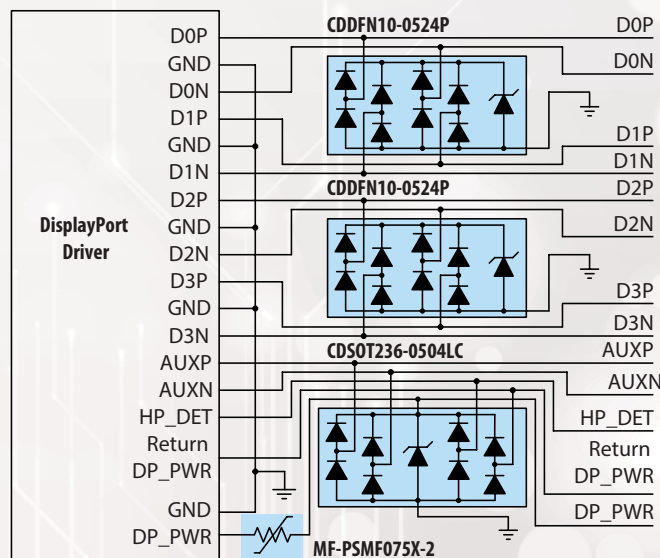 CDDFN10-0524P
D0P
D0P
GND
D0N
D0N
D1P
D1P
GND
D1N
D1N
CDDFN10-0524P
D2P
D2P
DisplayPort
Driver
GND
D2N
D2N
D3P
D3P
GND
D3N
D3N
CDSOT236-0504LC
AUXP
AUXP
AUXN
AUXN
HP_DET
HP_DET
Return
DP_PWR
Return
DP_PWR
GND
DP_PWR
DP_PWR
MF-PSMF075X-2